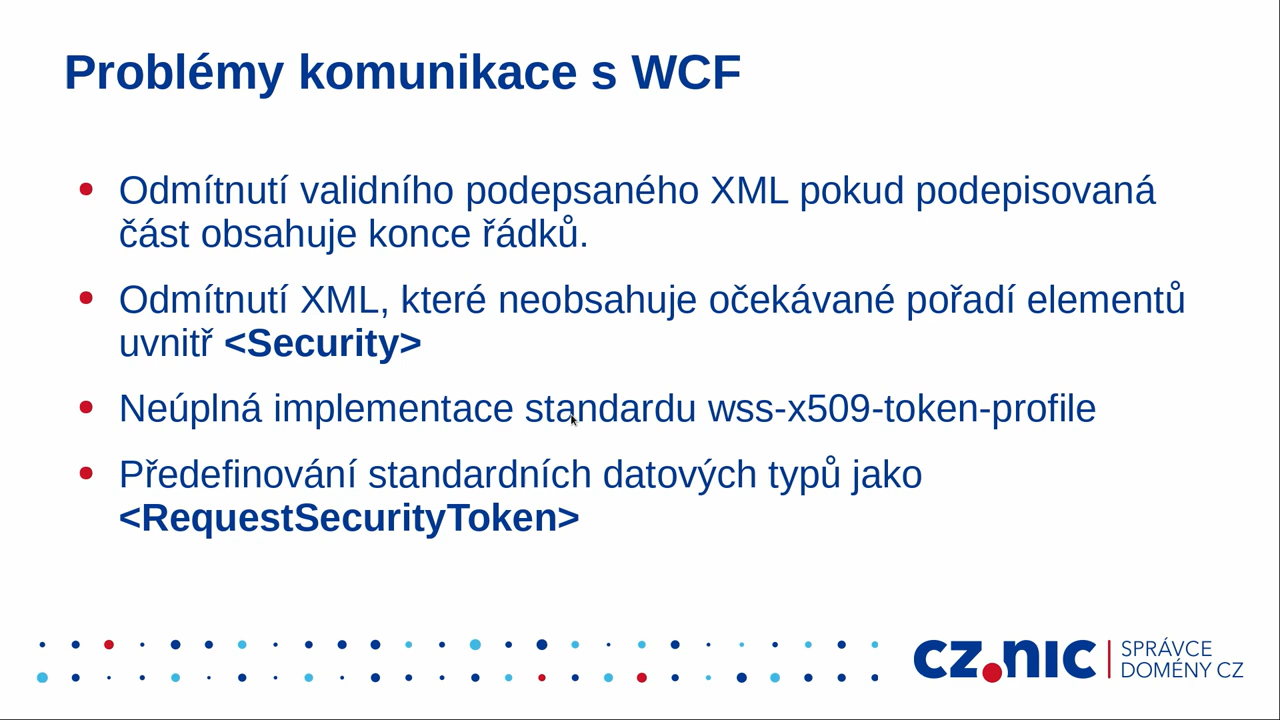 Problémy komunikace s WCF
Odmítnutí validního podepsaného XML pokud podepisovaná
část obsahuje konce řádků.
Odmítnutí XML, které neobsahuje očekávané pořadí elementů
uvnitř <Security>
Neúplná implementace standardu wss-x509-token-profile
Předefinování standardních datových typů jako
<RequestSecurityToken>
CZ.NIC
SPRÁVCE
DOMÉNY CZ